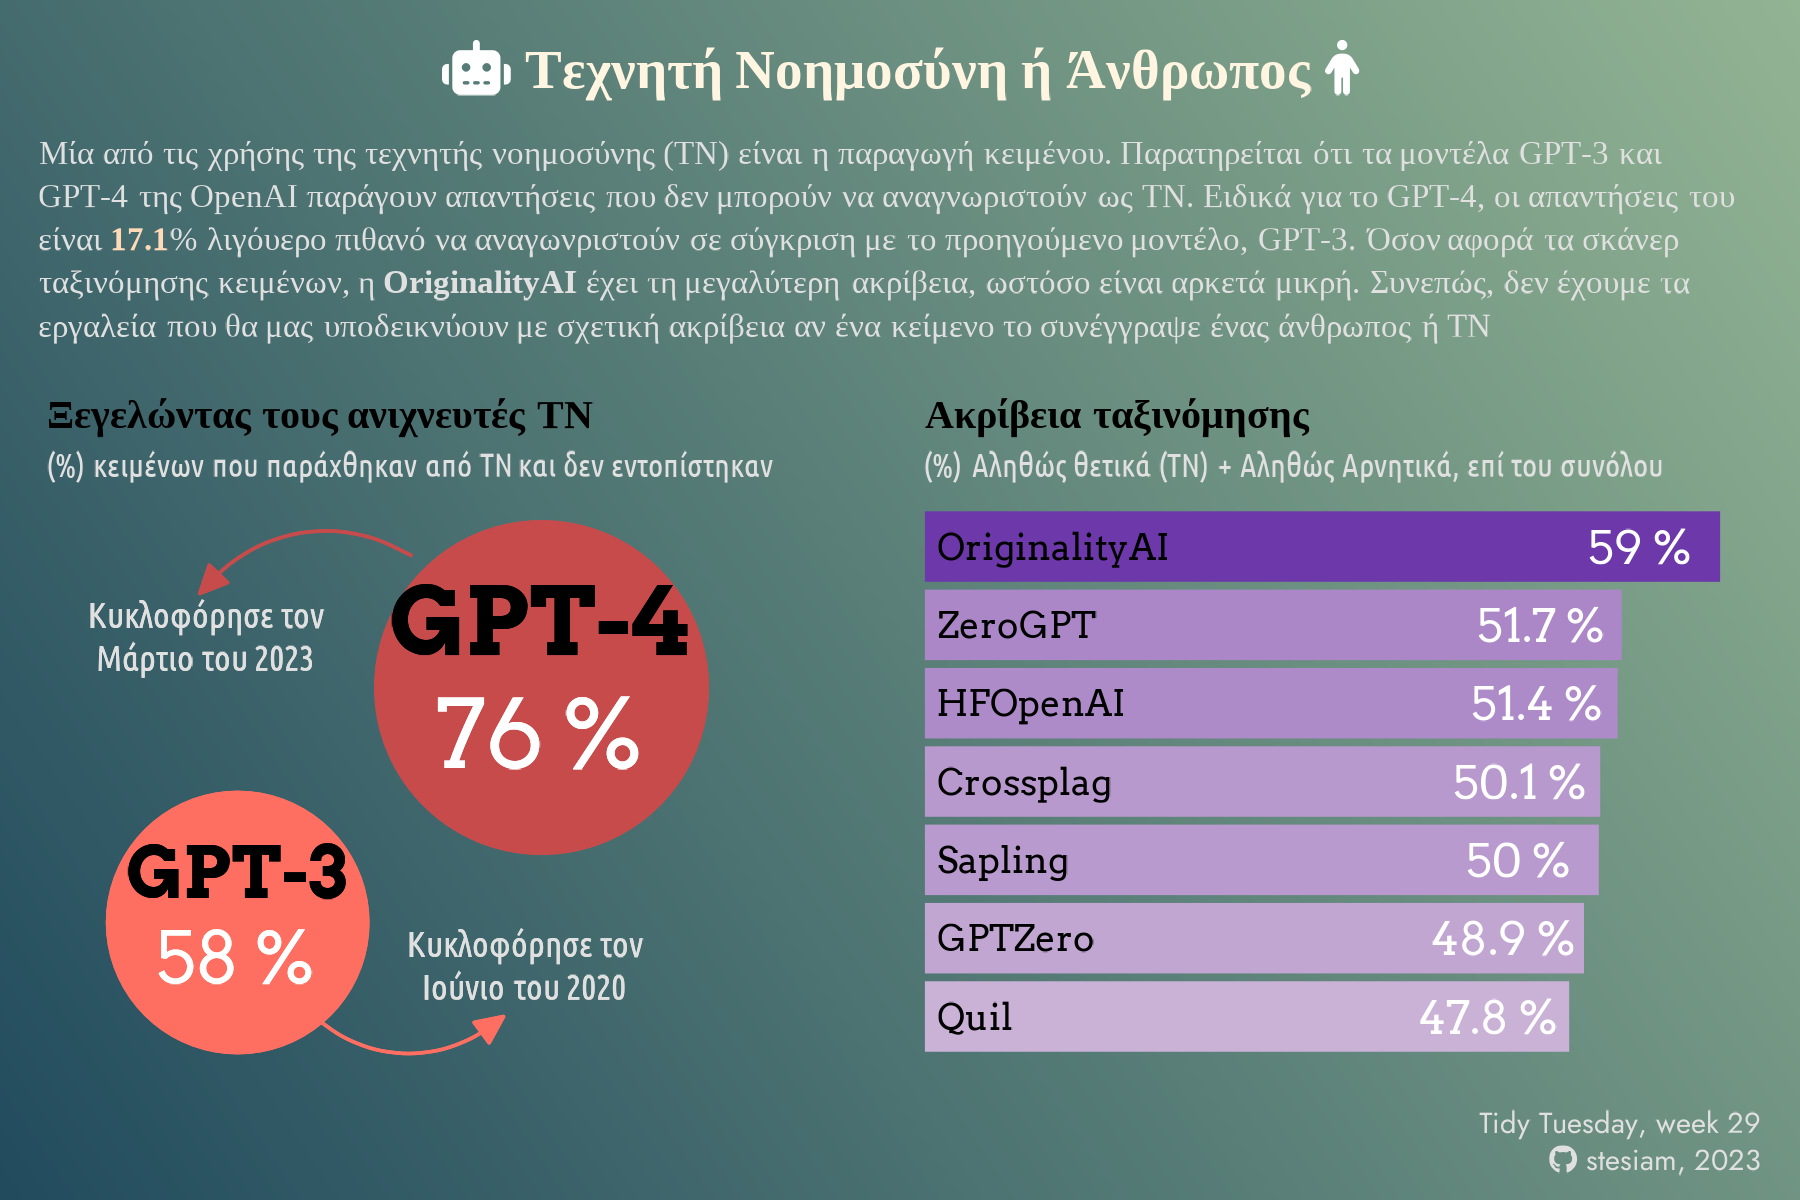 Τεχνητή Νοημοσύνη ή Άνθρωπος
Μία από τις χρήσης της τεχνητής νοημοσύνης (ΤΝ) είναι η παραγωγή κειμένου. Παρατηρείται ότι τα μοντέλα GPT-3 και
GPT-4 της OpenAI παράγουν απαντήσεις που δεν μπορούν να αναγνωριστούν ως ΤΝ. Ειδικά για το GPT-4, οι απαντήσεις του
είναι 17.1% λιγόυερο πιθανό να αναγωνριστούν σε σύγκριση με το προηγούμενο μοντέλο, GPT-3. Όσον αφορά τα σκάνερ
ταξινόμησης κειμένων, η OriginalityAI έχει τη μεγαλύτερη ακρίβεια, ωστόσο είναι αρκετά μικρή. Συνεπώς, δεν έχουμε τα
εργαλεία που θα μας υποδεικνύουν με σχετική ακρίβεια αν ένα κείμενο το συνέγγραψε ένας άνθρωπος ή ΤΝ
Ξεγελώντας τους ανιχνευτές ΤΝ
(%) κειμένων που παράχθηκαν από ΤΝ και δεν εντοπίστηκαν
GPT-4
76 %
Κυκλοφόρησε τον
Μάρτιο του 2023
GPT-3
58 %
Κυκλοφόρησε τον
Ιούνιο του 2020
Ακρίβεια ταξινόμησης
(%) Αληθώς θετικά (ΤΝ) + Αληθώς Αρνητικά, επί του συνόλου
OriginalityAI 59 %
ZeroGPT 51.7 %
HFOpenAI 51.4 %
Crossplag 50.1 %
Sapling 50 %
GPTZero 48.9 %
Quil 47.8 %
Tidy Tuesday, week 29
stesiam, 2023